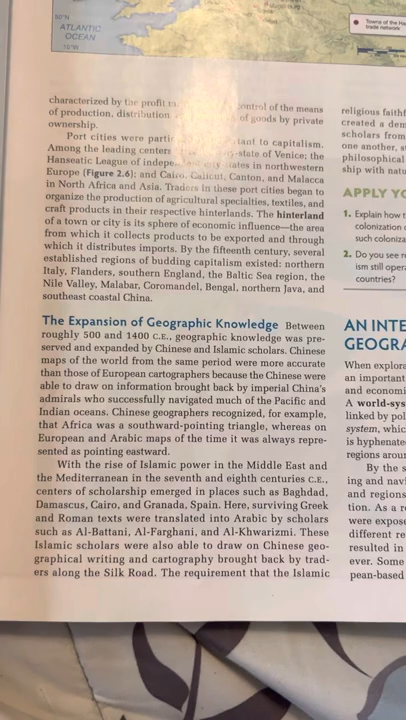 50°N
ATLANTIC
OCEAN
10°W
Towns of the Ha
trade network
characterized by the profit control of the means
of production, distribution of goods by private
ownership.
Port cities were tant to capitalism.
Among the leading centers -state of Venice; the
Hanseatic League of city states in northwestern
Europe (Figure 2.6); and Cairo, Calicut, Canton, and Malacca
in North Africa and Asia. Traders in these port cities began to
organize the production of agricultural specialties, textiles, and
craft products in their respective hinterlands. The hinterland
of a town or city is its sphere of economic influence—the area
from which it collects products to be exported and through
which it distributes imports. By the fifteenth century, several
established regions of budding capitalism existed: northern
Italy, Flanders, southern England, the Baltic Sea region, the
Nile Valley, Malabar, Coromandel, Bengal, northern Java, and
southeast coastal China.
The Expansion of Geographic Knowledge Between
roughly 500 and 1400 C.E., geographic knowledge was pre-
served and expanded by Chinese and Islamic scholars. Chinese
maps of the world from the same period were more accurate
than those of European cartographers because the Chinese were
able to draw on information brought back by imperial China's
admirals who successfully navigated much of the Pacific and
Indian oceans. Chinese geographers recognized, for example,
that Africa was a southward-pointing triangle, whereas on
European and Arabic maps of the time it was always repre-
sented as pointing eastward.
With the rise of Islamic power in the Middle East and
the Mediterranean in the seventh and eighth centuries C.E.,
centers of scholarship emerged in places such as Baghdad,
Damascus, Cairo, and Granada, Spain. Here, surviving Greek
and Roman texts were translated into Arabic by scholars
such as Al-Battani, Al-Farghani, and Al-Khwarizmi. These
Islamic scholars were also able to draw on Chinese geo-
graphical writing and cartography brought back by trad-
ers along the Silk Road. The requirement that the Islamic
religious faithf
created a dem
scholars from
one another, s
philosophical
ship with natu
APPLY YO
1. Explain how t
colonization
such coloniza
2. Do you see r
ism still oper
countries?
AN INTE
GEOGRA
When explora
an important
and economi
A world-sys
linked by pol
system, whic
is hyphenate
regions arour
By the s
ing and navi
and regions
tion. As a re
were expose
different re
resulted in
ever. Some
pean-based